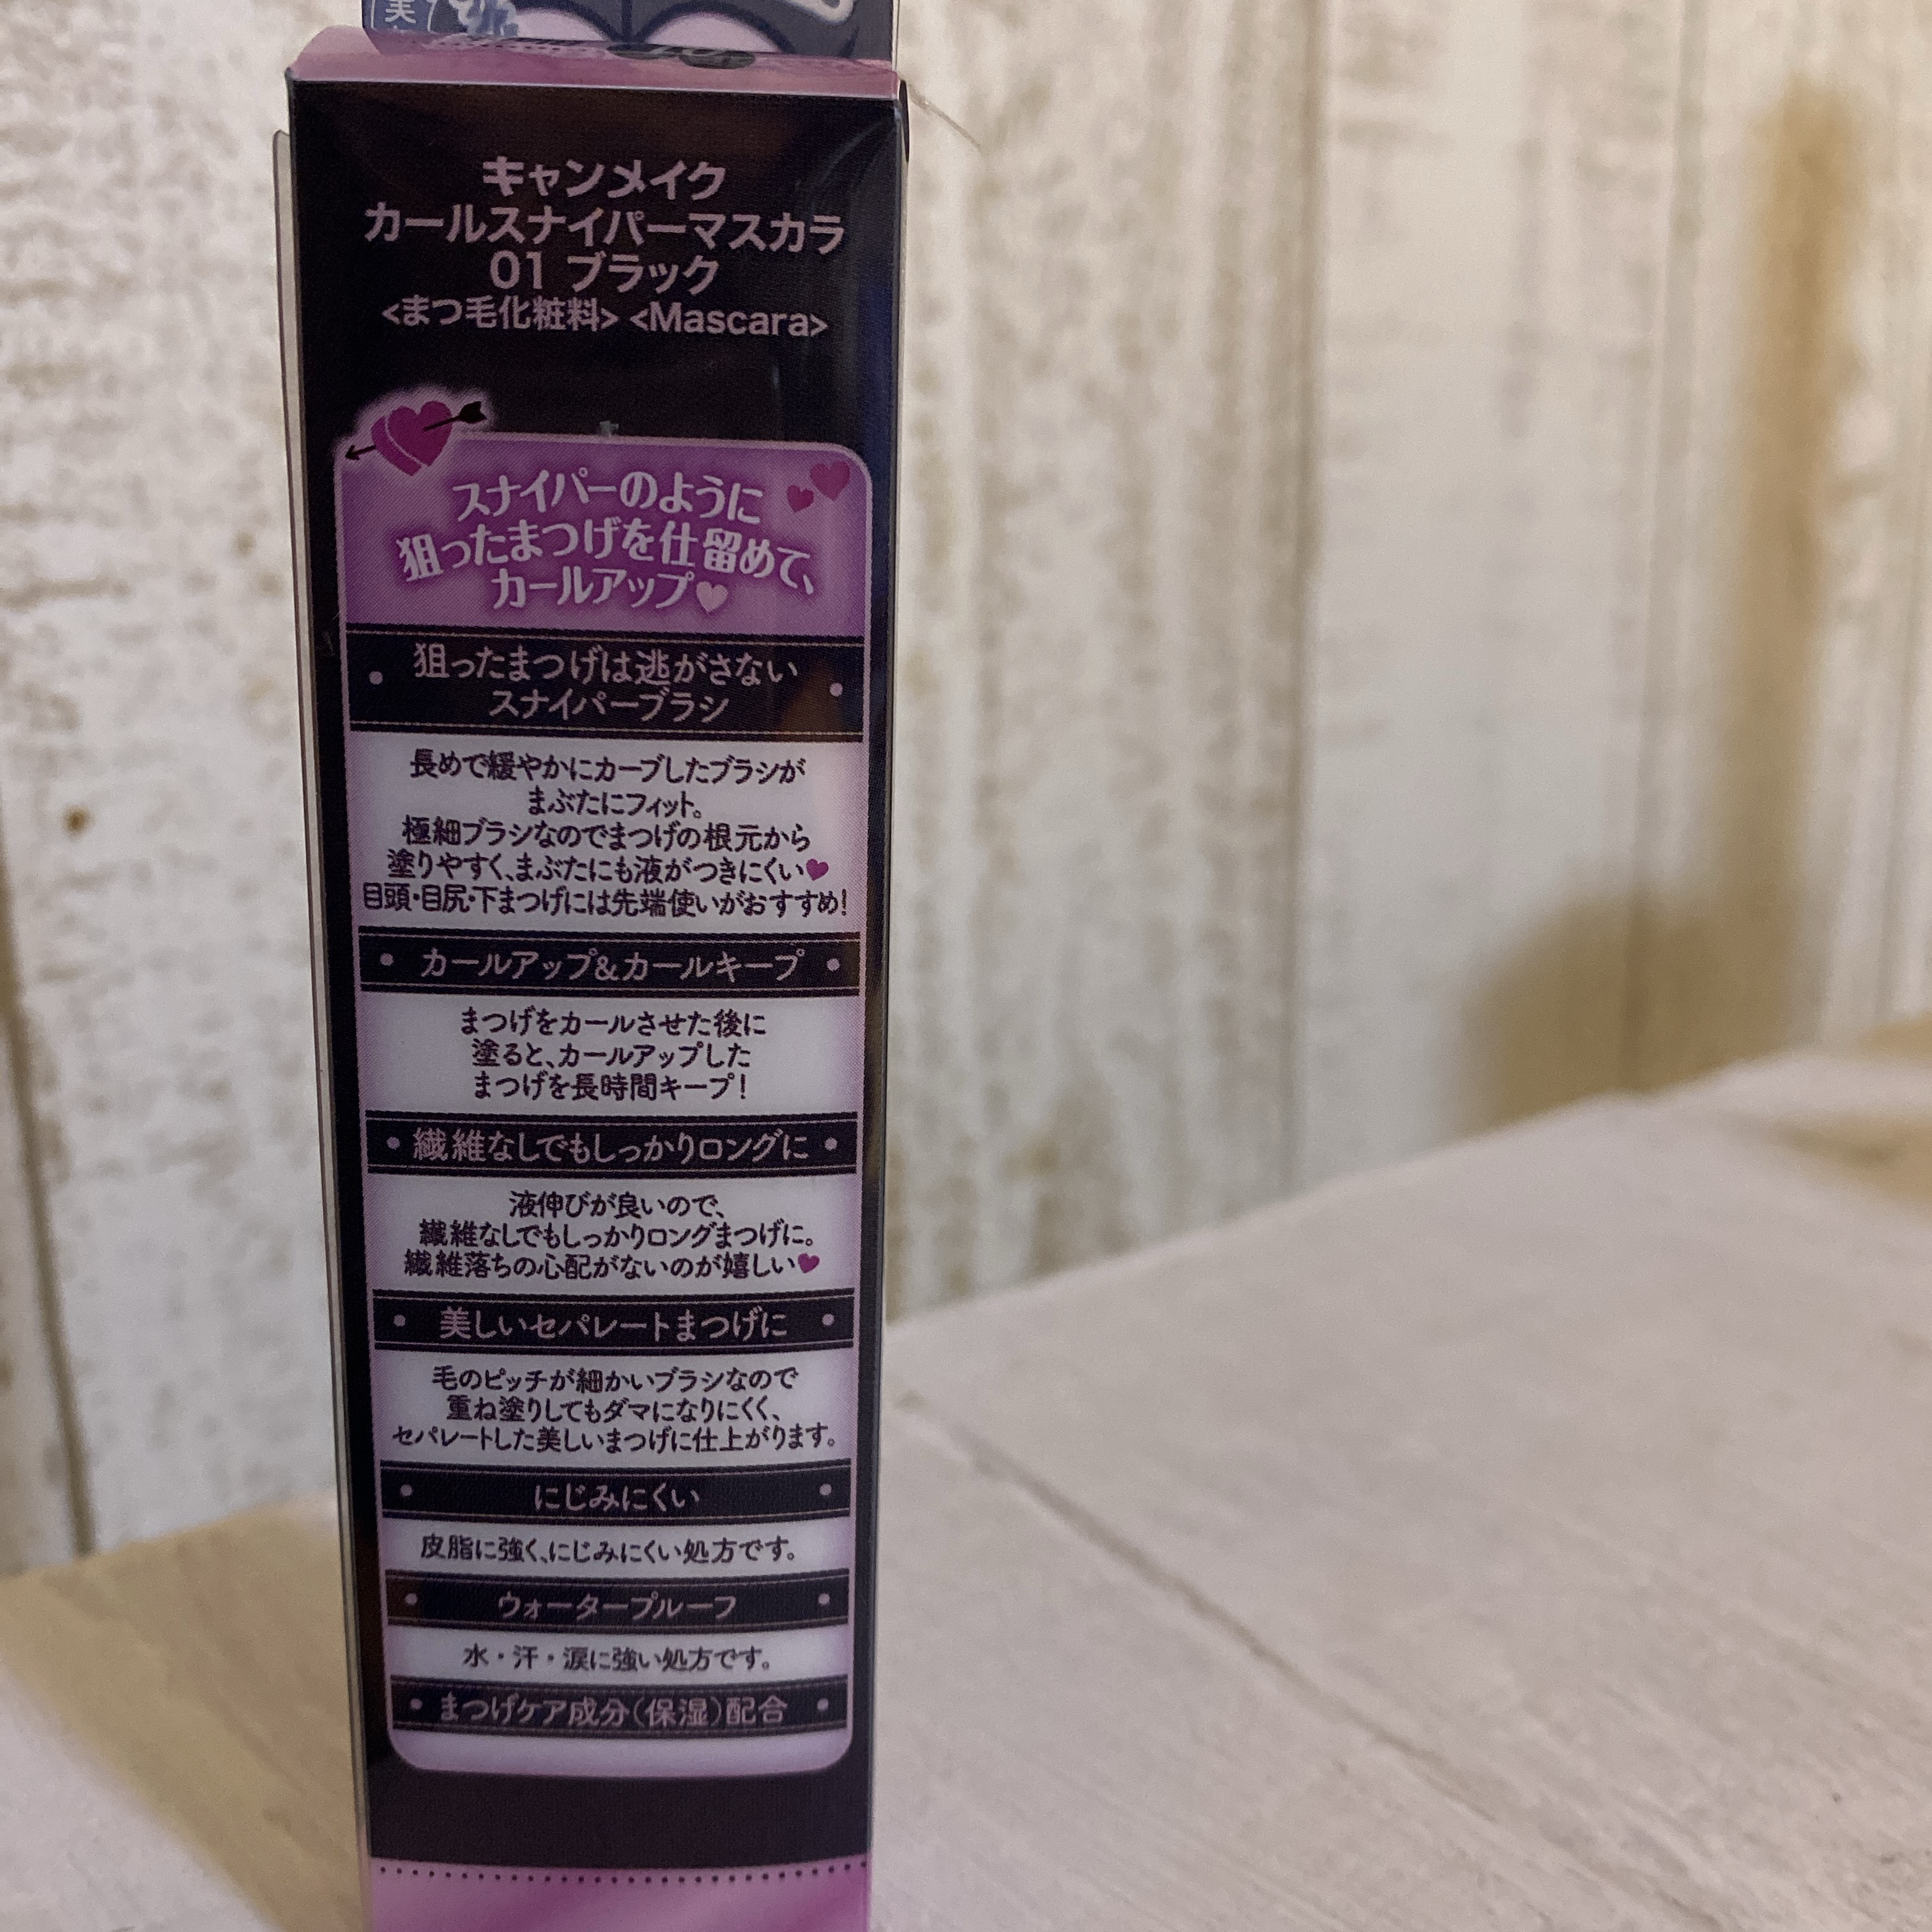 実
キャンメイク
カールスナイパーマスカラ
01 ブラック
<まつ毛化粧料> <Mascara>
スナイパーのように
狙ったまつげを仕留めて、
カールアップ
狙ったまつげは逃がさない
スナイパーブラシ
長めで緩やかにカーブしたブラシが
まぶたにフィット。
極細ブラシなのでまつげの根元から
塗りやすく、まぶたにも液がつきにくい♥
目頭・目尻・下まつげには先端使いがおすすめ!
カールアップ&カールキープ
まつげをカールさせた後に
塗ると、カールアップした
まつげを長時間キープ!
繊維なしでもしっかりロングに
液伸びが良いので、
繊維なしでもしっかりロングまつげに。
繊維落ちの心配がないのが嬉しい♥
美しいセパレートまつげに
毛のピッチが細かいブラシなので
重ね塗りしてもダマになりにくく、
セパレートした美しいまつげに仕上がります。
にじみにくい
皮脂に強く、にじみにくい処方です。
ウォータープルーフ
水・汗・涙に強い処方です。
まつげケア成分(保湿)配合